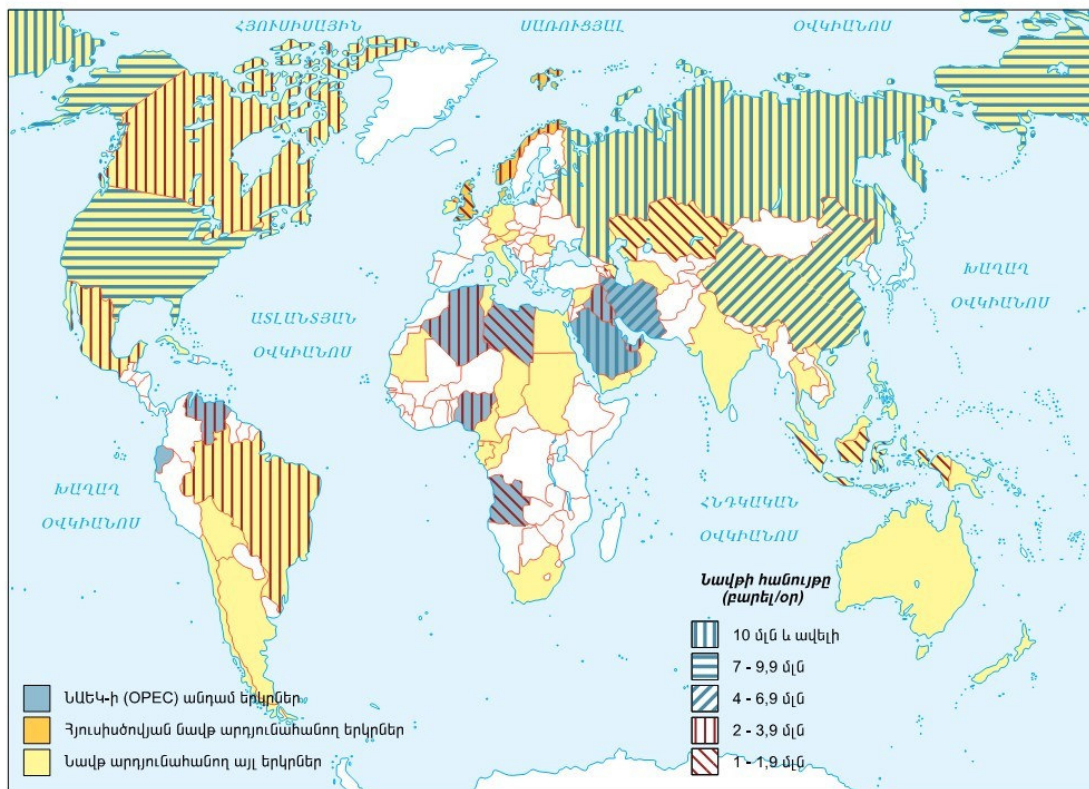 ՀՅՈՒՍԻՍԱՅԻՆ ՍԱՌՈՒՑՅԱԼ ՕՎԿԻԱՆՈՍ
ԽԱՂԱՂ
ՕՎԿԻԱՆՈՍ
ԱՏԼԱՆՏՅԱՆ
ՕՎԿԻԱՆՈՍ
ԽԱՂԱՂ
ՕՎԿԻԱՆՈՍ
ՀՆԴԿԱԿԱՆ
ՕՎԿԻԱՆՈՍ
Նավթի հանույթը
(բարել/օր)
10 մլն և ավելի
7 - 9,9 մլն
4 - 6,9 մլն
2 - 3,9 մլն
1 - 1,9 մլն
ՆԱԵԿ-ի (OPEC) անդամ երկրներ
Հյուսիսծովյան նավթ արդյունահանող երկրներ
Նավթ արդյունահանող այլ երկրներ